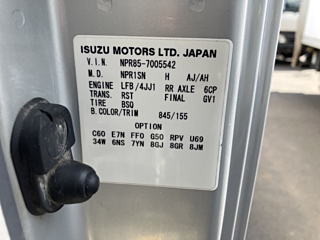 ISUZU MOTORS LTD. JAPAN
V.I.N. NPR85-7005542
M.D. NPR1SN H AJ/AH
ENGINE LFB/4JJ1 RR AXLE 6CP
TRANS. RST FINAL GV1
TIRE BSQ
B.COLOR/TRIM 845/155
OPTION
C60 E7N FF0 G50 RPV U69
34W 6NS 7YN 8GJ 8GR 8JM